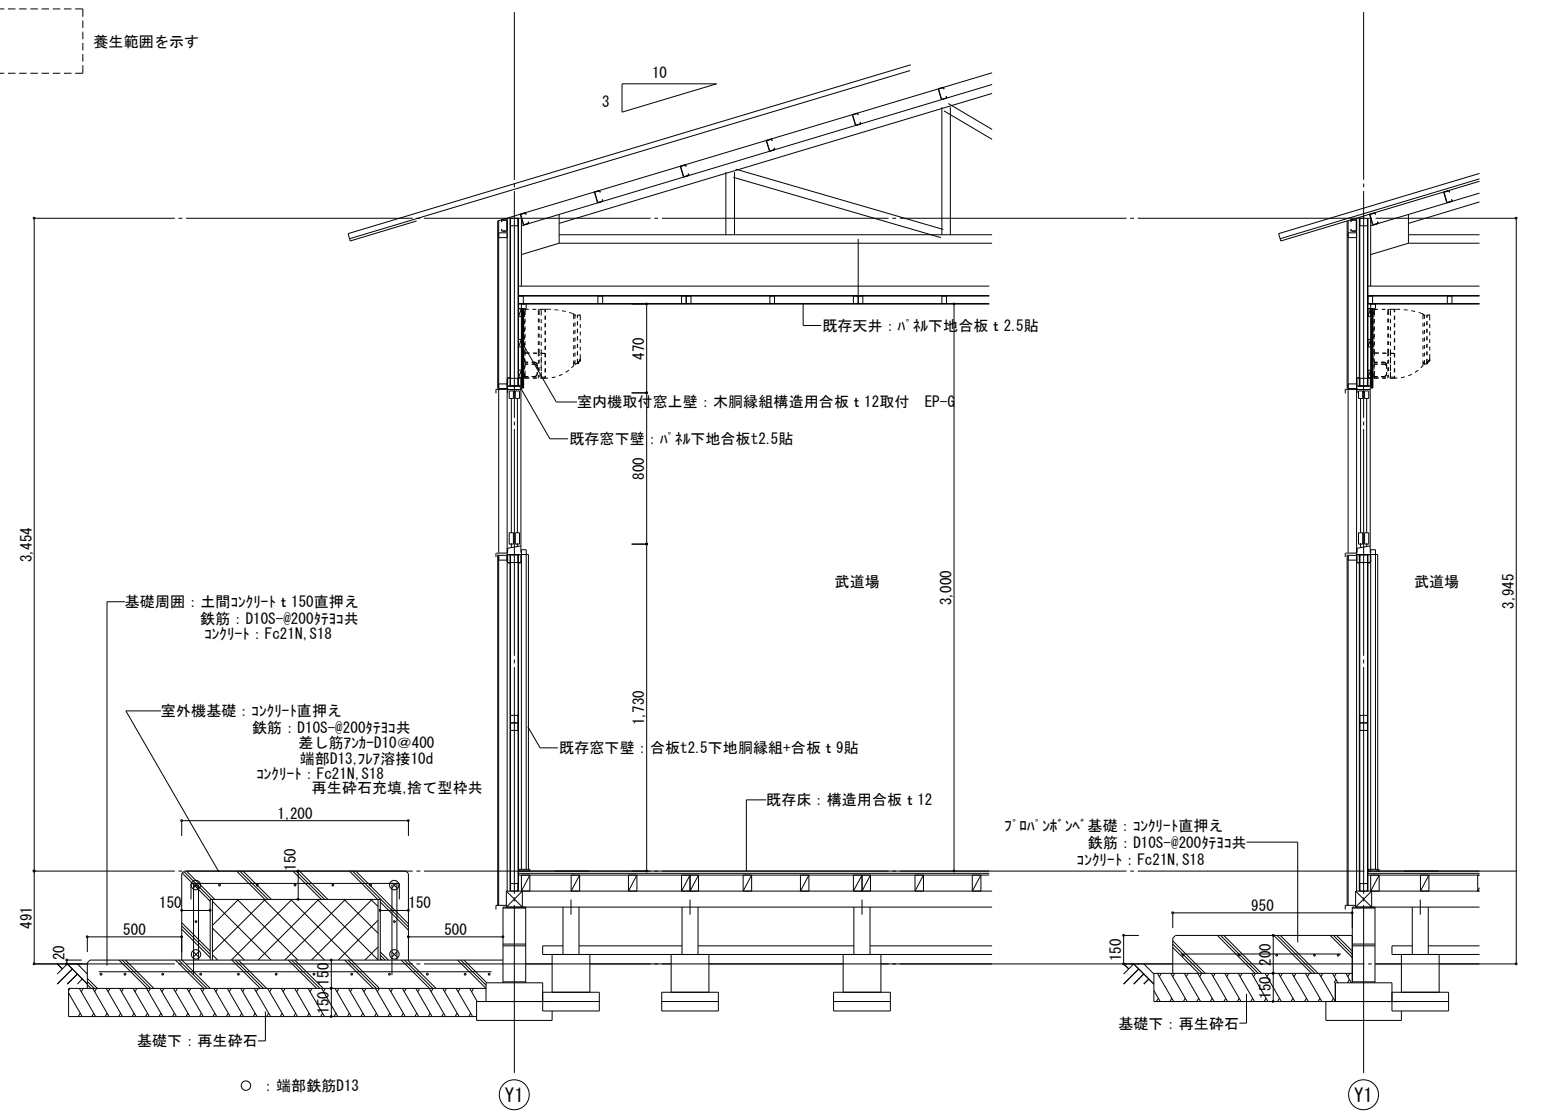 養生範囲を示す
10
3
既存天井：ﾊﾟﾈﾙ下地合板ｔ2.5貼
470
室内機取付窓上壁：木胴縁組構造用合板ｔ12取付　EP-G
既存窓下壁：ﾊﾟﾈﾙ下地合板t2.5貼
800
3,454
武道場
3,000
武道場
3,945
基礎周囲：土間ｺﾝｸﾘｰﾄｔ150直押え
鉄筋：D10S-@200ﾀﾃﾖｺ共
ｺﾝｸﾘｰﾄ：Fc21N,S18
1,730
室外機基礎：ｺﾝｸﾘｰﾄ直押え
鉄筋：D10S-@200ﾀﾃﾖｺ共
差し筋ｱﾝｶｰD10@400
端部D13,ﾌﾚｱ溶接10d
ｺﾝｸﾘｰﾄ：Fc21N,S18
再生砕石充填,捨て型枠共
既存窓下壁：合板t2.5下地胴縁組+合板ｔ9貼
既存床：構造用合板ｔ12
1,200
150
150
150
500
500
491
20
150
150
基礎下：再生砕石
○ ：端部鉄筋D13
Y1
ﾌﾟﾛﾊﾟﾝﾎﾞﾝﾍﾞ基礎：ｺﾝｸﾘｰﾄ直押え
鉄筋：D10S-@200ﾀﾃﾖｺ共
ｺﾝｸﾘｰﾄ：Fc21N,S18
950
150
200
150
基礎下：再生砕石
Y1